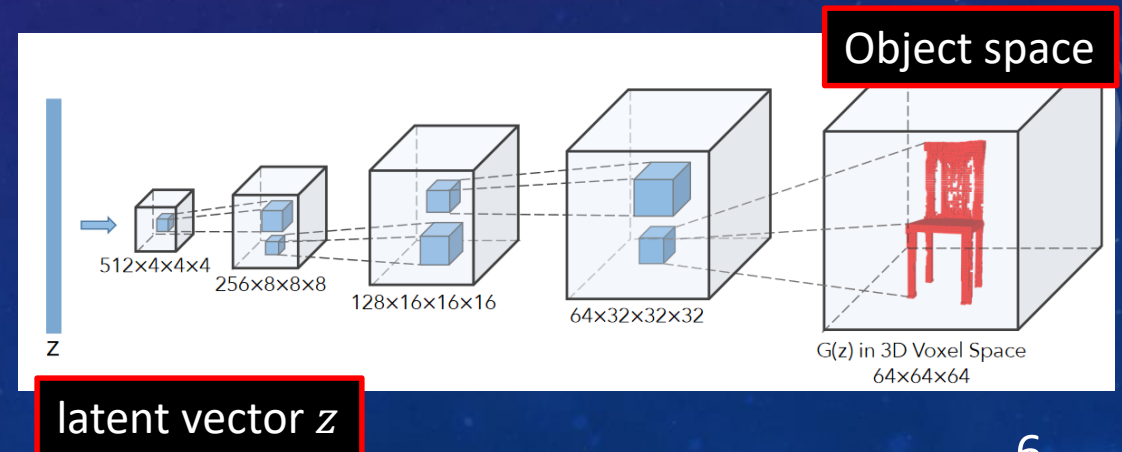 Object space
512×4×4×4
256×8×8×8
128×16×16×16
64×32×32×32
z
G(z) in 3D Voxel Space
64×64×64
latent vector z